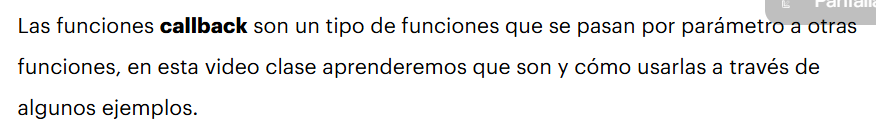 Las funciones callback son un tipo de funciones que se pasan por parámetro a otras
funciones, en esta video clase aprenderemos que son y cómo usarlas a través de
algunos ejemplos.